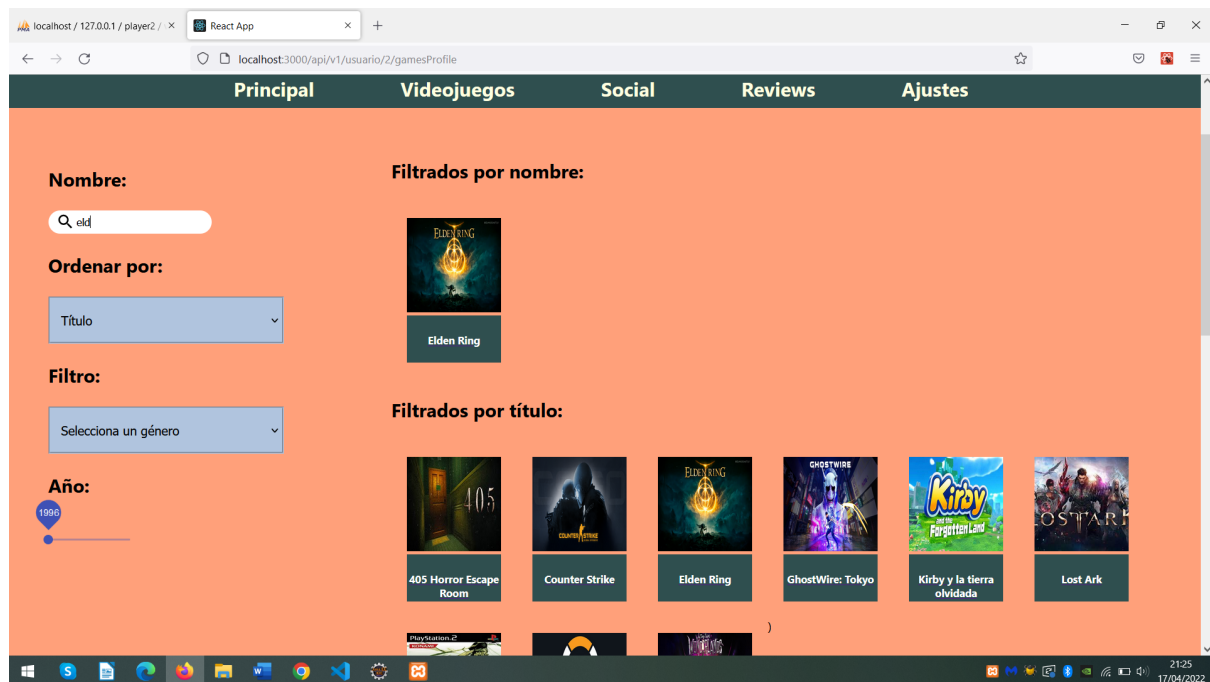 localhost / 127.0.0.1 / player2 /
React App
localhost:3000/api/v1/usuario/2/gamesProfile
Principal Videojuegos Social Reviews Ajustes
Nombre:
eld
Ordenar por:
Título
Filtro:
Selecciona un género
Año:
1996
Filtrados por nombre:
ELDEN RING
Elden Ring
Filtrados por título:
405
COUNTER STRIKE
ELDEN RING
GHOSTWIRE
Kirby and the Forgotten Land
LOST ARK
405 Horror Escape Room
Counter Strike
Elden Ring
GhostWire: Tokyo
Kirby y la tierra olvidada
Lost Ark
)
PlayStation.2
KONAMI
21:25
17/04/2022